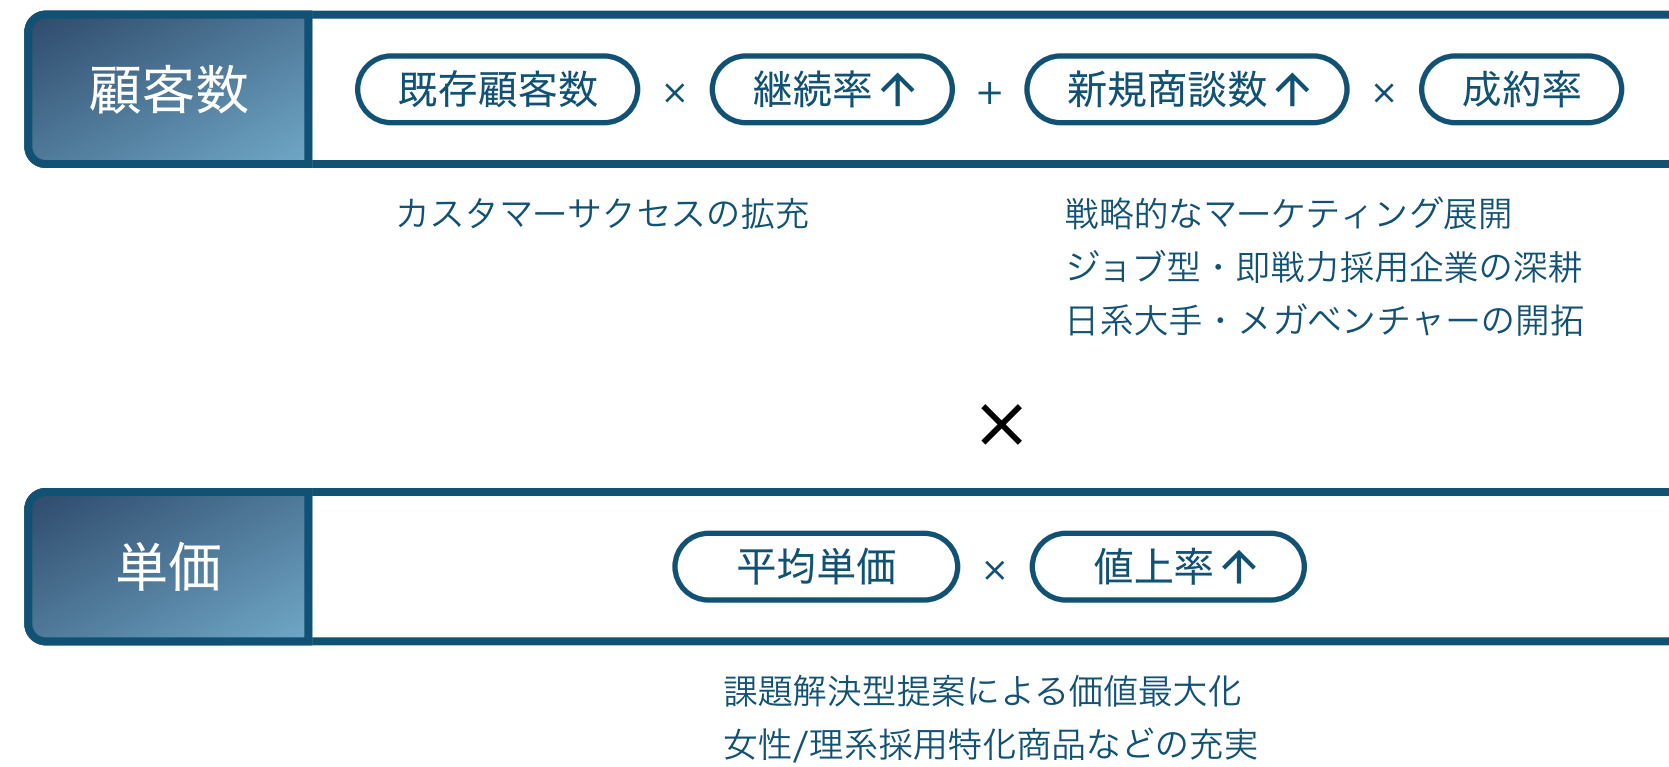 顧客数
既存顧客数 × 継続率↑ + 新規商談数↑ × 成約率
カスタマーサクセスの拡充
戦略的なマーケティング展開
ジョブ型・即戦力採用企業の深耕
日系大手・メガベンチャーの開拓
×
単価
平均単価 × 値上率↑
課題解決型提案による価値最大化
女性/理系採用特化商品などの充実